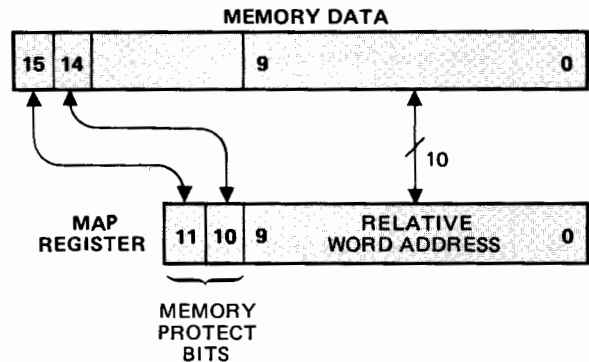 MEMORY DATA
15 14 9 0
10
MAP
REGISTER
11 10 9 RELATIVE
WORD ADDRESS 0
MEMORY
PROTECT
BITS